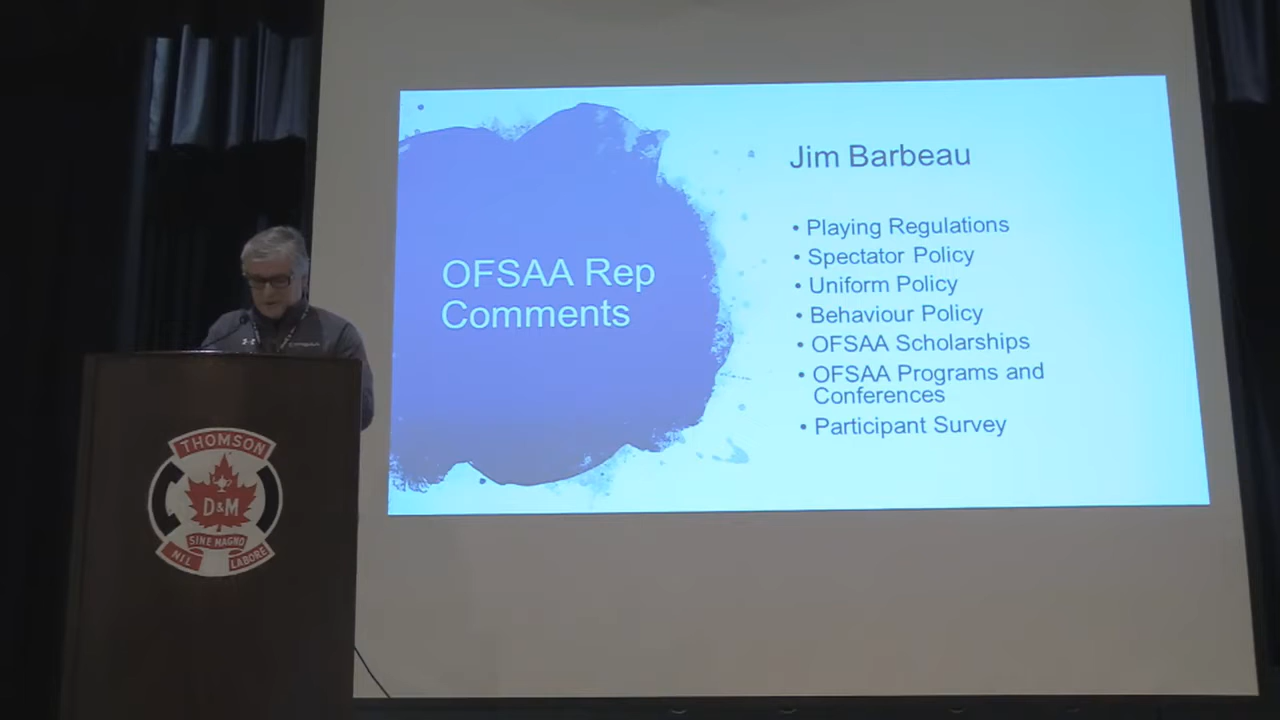 OFSAA Rep
Comments
Jim Barbeau
• Playing Regulations
• Spectator Policy
• Uniform Policy
• Behaviour Policy
• OFSAA Scholarships
• OFSAA Programs and
Conferences
• Participant Survey
THOMSON
D&M
SINE MAGNO
NIL LABORE